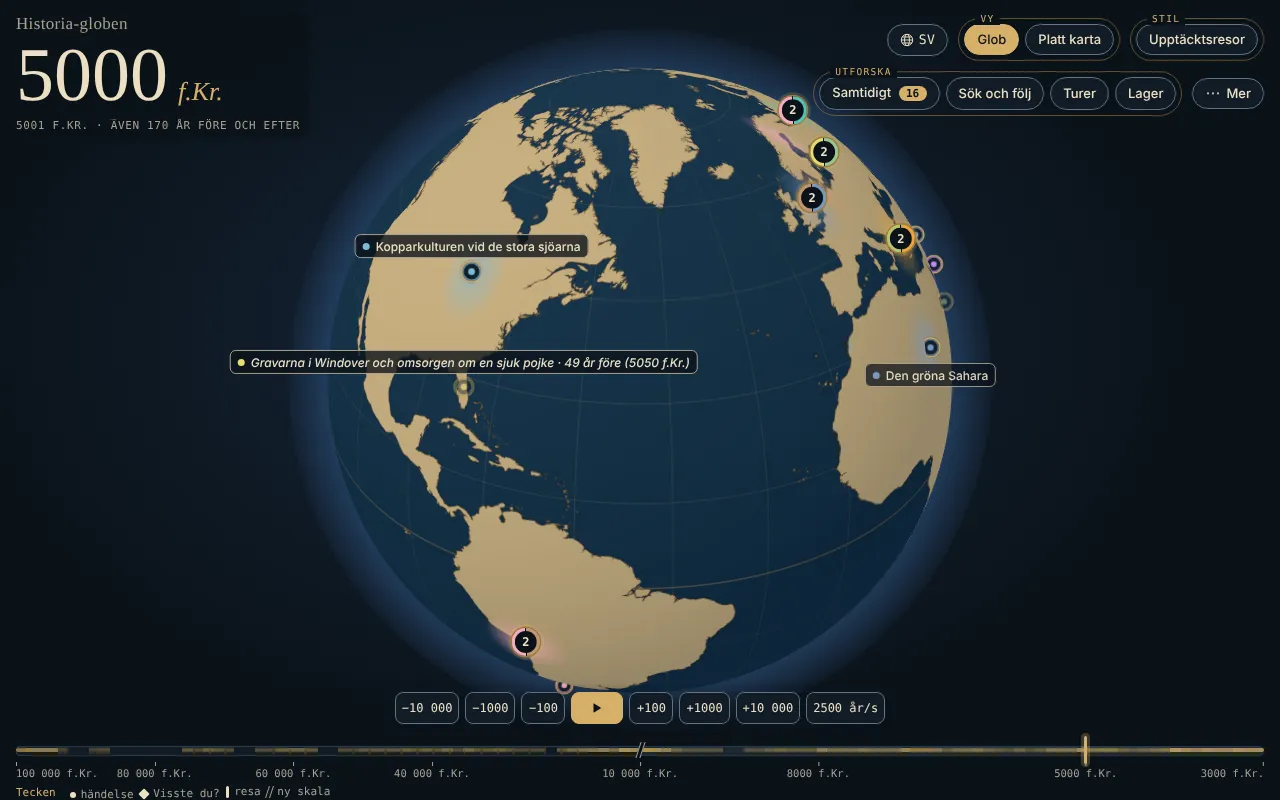 Historia-globen
5000 f.Kr.
5001 F.KR. · ÄVEN 170 ÅR FÖRE OCH EFTER
SV
VY
Glob
Platt karta
STIL
Upptäcktsresor
UTFORSKA
Samtidigt 16
Sök och följ
Turer
Lager
··· Mer
2
2
2
2
Kopparkulturen vid de stora sjöarna
Gravarna i Windover och omsorgen om en sjuk pojke · 49 år före (5050 f.Kr.)
Den gröna Sahara
2
−10 000
−1000
−100
+100
+1000
+10 000
2500 år/s
100 000 f.Kr.
80 000 f.Kr.
60 000 f.Kr.
40 000 f.Kr.
10 000 f.Kr.
8000 f.Kr.
5000 f.Kr.
3000 f.Kr.
Tecken händelse Visste du? resa // ny skala